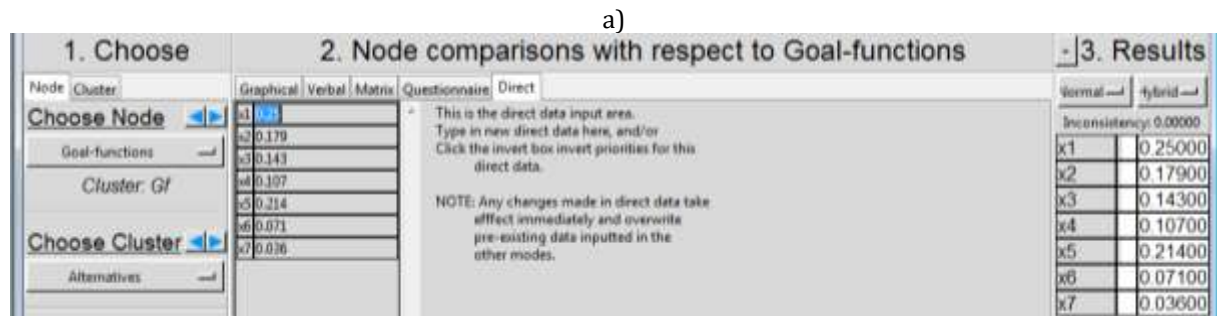 a)
1. Choose
2. Node comparisons with respect to Goal-functions
- 3. Results
Node Cluster
Graphical Verbal Matrix Questionnaire Direct
Normal Hybrid
Choose Node
Goal-functions
Cluster: Gf
Choose Cluster
Alternatives
x1 0.25
x2 0.179
x3 0.143
x4 0.107
x5 0.214
x6 0.071
x7 0.036
This is the direct data input area.
Type in new direct data here, and/or
Click the invert box invert priorities for this
direct data.
NOTE: Any changes made in direct data take
efffect immediately and overwrite
pre-existing data inputted in the
other modes.
Inconsistency: 0.00000
x1 0.25000
x2 0.17900
x3 0.14300
x4 0.10700
x5 0.21400
x6 0.07100
x7 0.03600